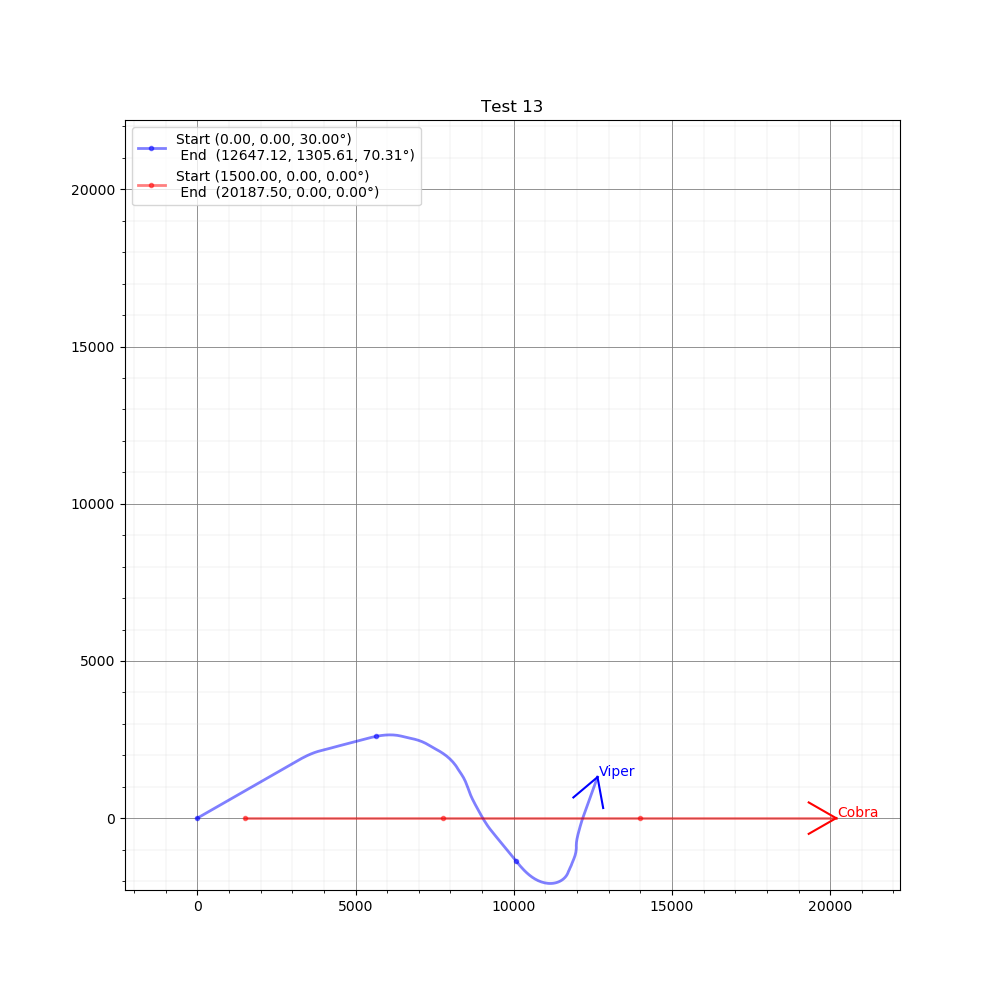 Test 13
Start (0.00, 0.00, 30.00°)
End  (12647.12, 1305.61, 70.31°)
Start (1500.00, 0.00, 0.00°)
End  (20187.50, 0.00, 0.00°)
20000
15000
10000
5000
0
Viper
Cobra
0 5000 10000 15000 20000